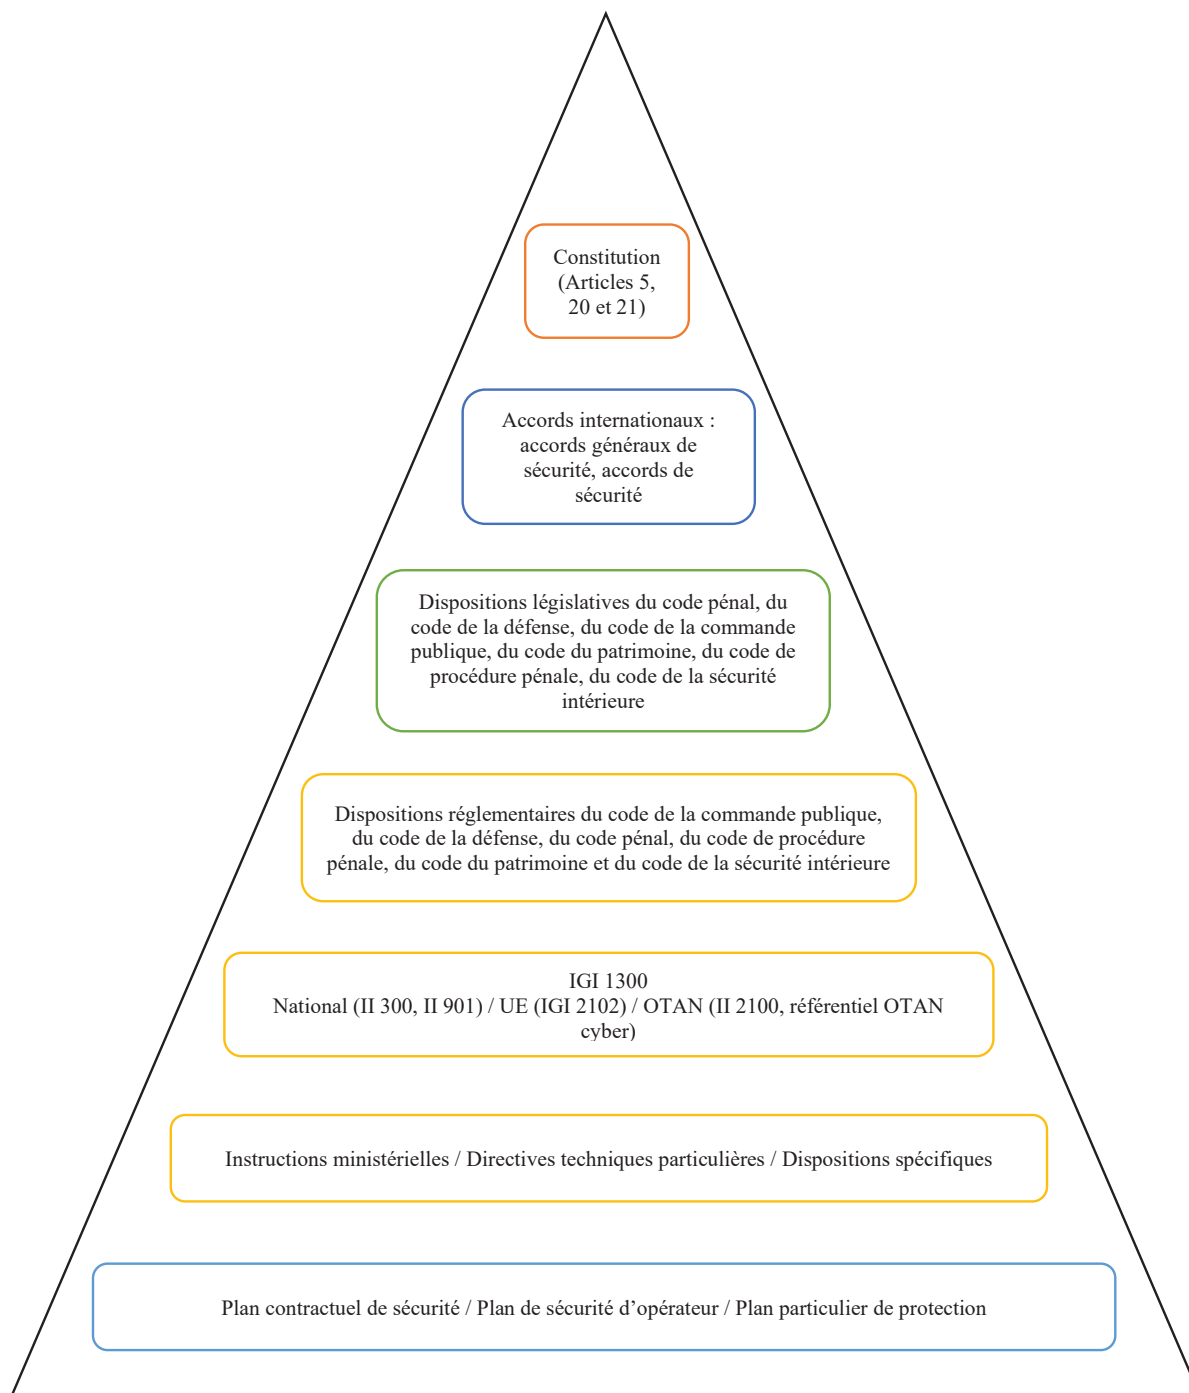 Constitution
(Articles 5,
20 et 21)
Accords internationaux :
accords généraux de
sécurité, accords de
sécurité
Dispositions législatives du code pénal, du
code de la défense, du code de la commande
publique, du code du patrimoine, du code de
procédure pénale, du code de la sécurité
intérieure
Dispositions réglementaires du code de la commande publique,
du code de la défense, du code pénal, du code de procédure
pénale, du code du patrimoine et du code de la sécurité intérieure
IGI 1300
National (II 300, II 901) / UE (IGI 2102) / OTAN (II 2100, référentiel OTAN
cyber)
Instructions ministérielles / Directives techniques particulières / Dispositions spécifiques
Plan contractuel de sécurité / Plan de sécurité d’opérateur / Plan particulier de protection